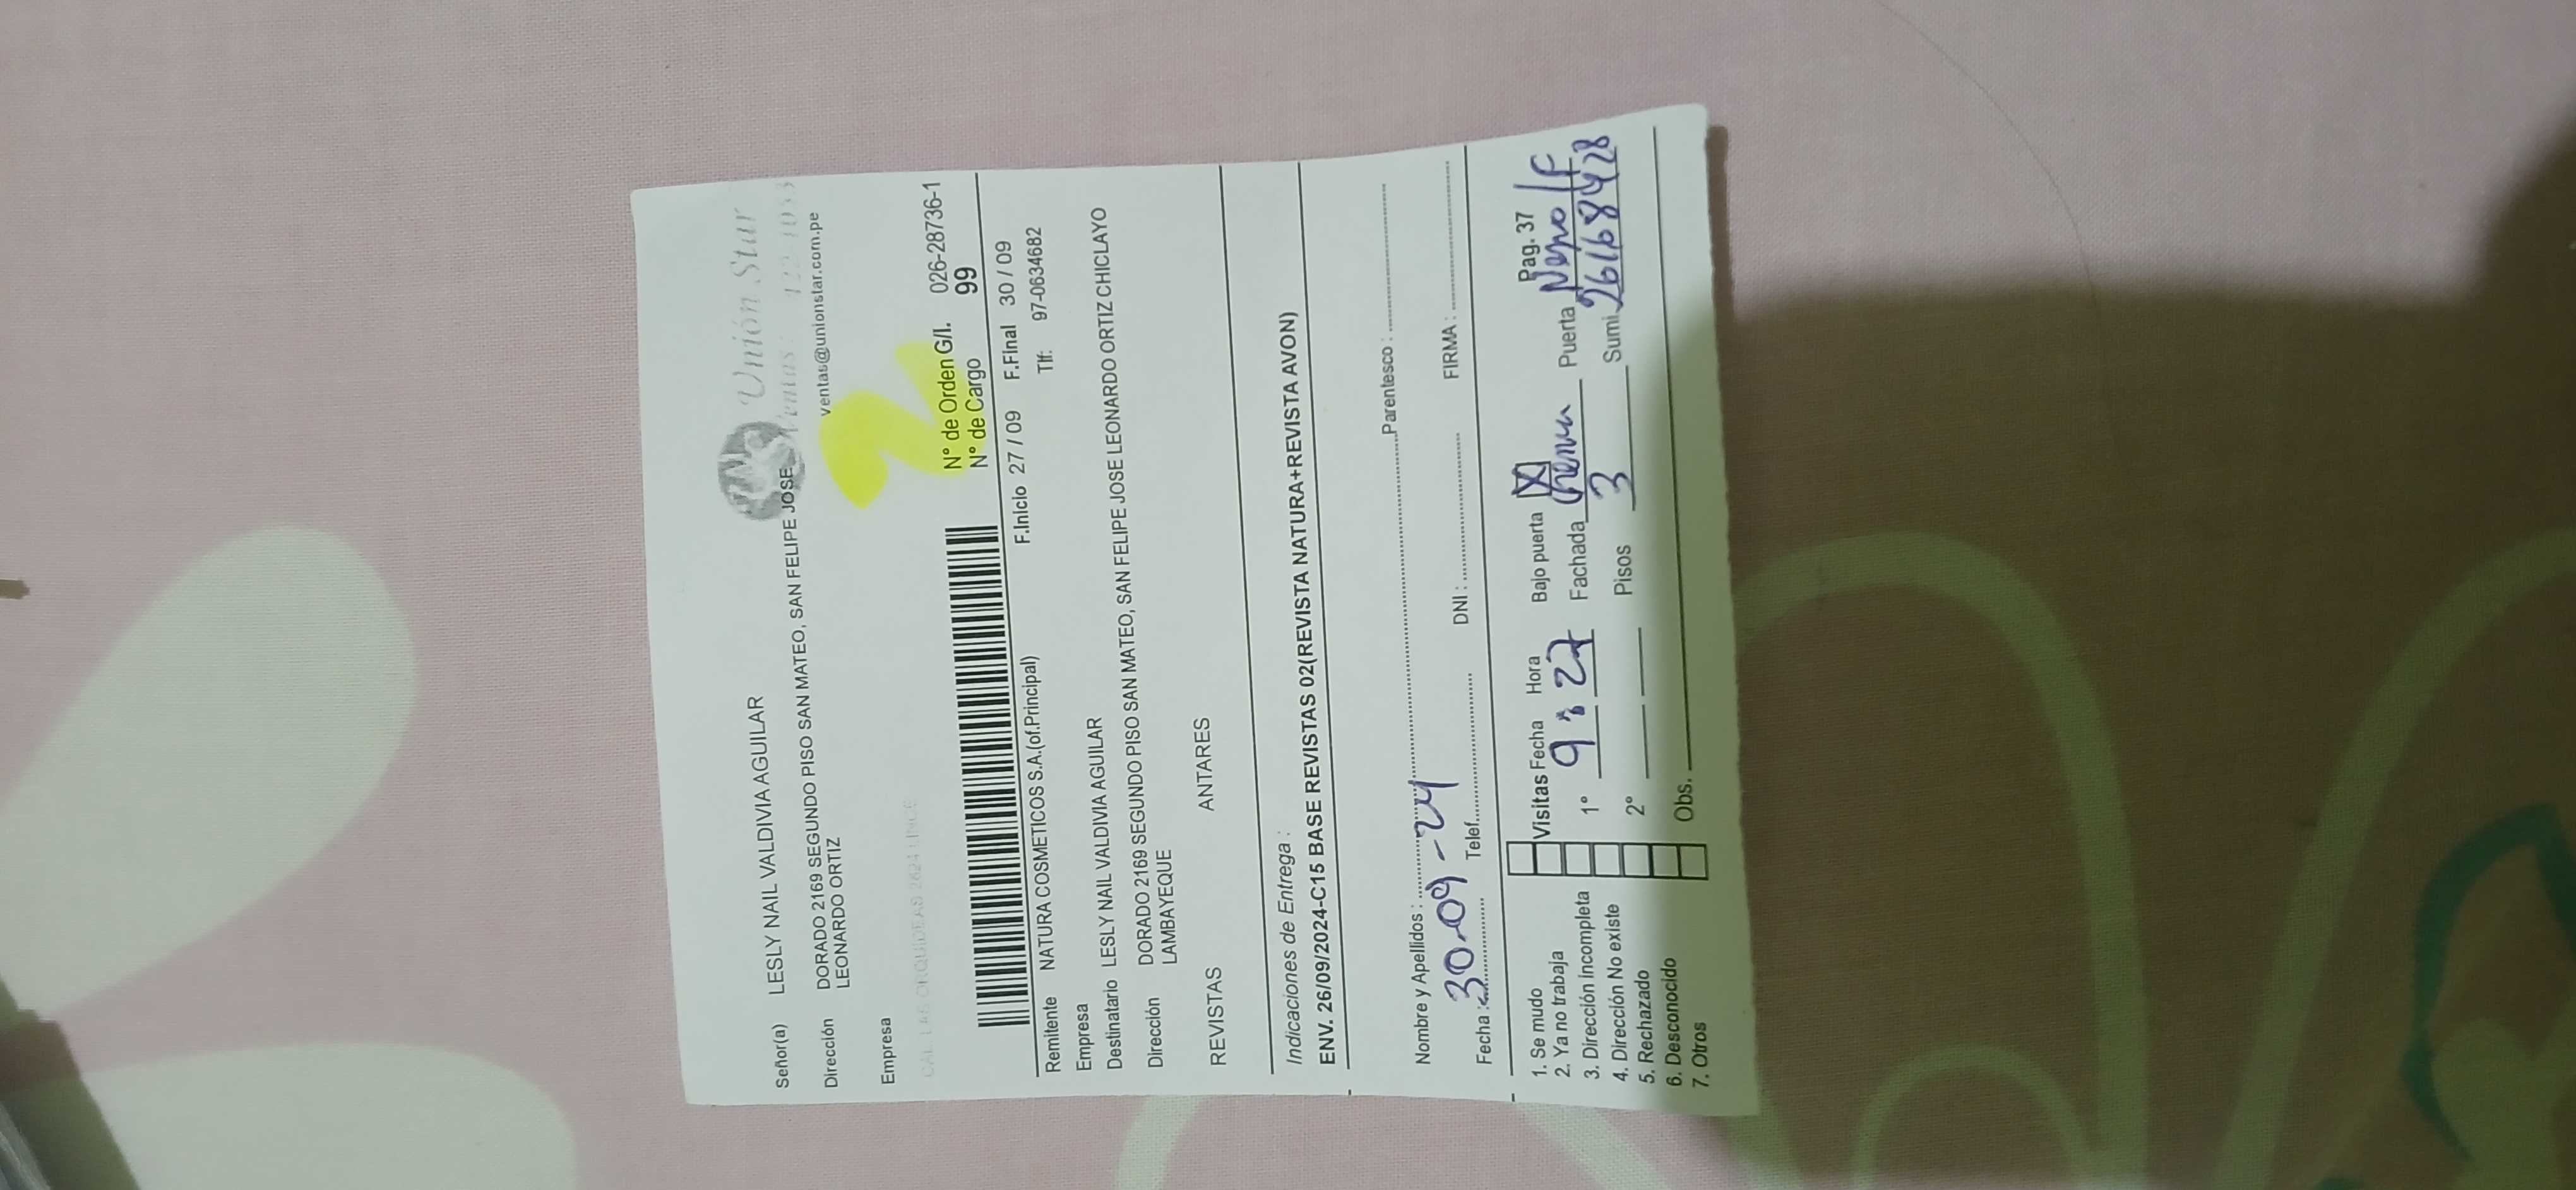 Unión Star
Ventas :
ventas@unionstar.com.pe
Señor(a) LESLY NAIL VALDIVIA AGUILAR
Dirección DORADO 2169 SEGUNDO PISO SAN MATEO, SAN FELIPE JOSE
LEONARDO ORTIZ
Empresa
N° de Orden G/I. 026-28736-1
N° de Cargo 99
F.Inicio 27 / 09 F.FInal 30 / 09
Remitente NATURA COSMETICOS S.A.(of.Principal) Tlf: 97-0634682
Empresa
Destinatario LESLY NAIL VALDIVIA AGUILAR
Dirección DORADO 2169 SEGUNDO PISO SAN MATEO, SAN FELIPE JOSE LEONARDO ORTIZ CHICLAYO
LAMBAYEQUE
REVISTAS ANTARES
Indicaciones de Entrega :
ENV. 26/09/2024-C15 BASE REVISTAS 02(REVISTA NATURA+REVISTA AVON)
Nombre y Apellidos : Parentesco :
Fecha : 30-09-24 Telef. DNI : FIRMA :
Pag. 37
1. Se mudo Visitas Fecha Hora Bajo puerta X
2. Ya no trabaja 1° 9:27 Fachada Puerta
3. Dirección Incompleta
4. Dirección No existe 2° Pisos 3 Sumi. 26168428
5. Rechazado
6. Desconocido Obs.
7. Otros